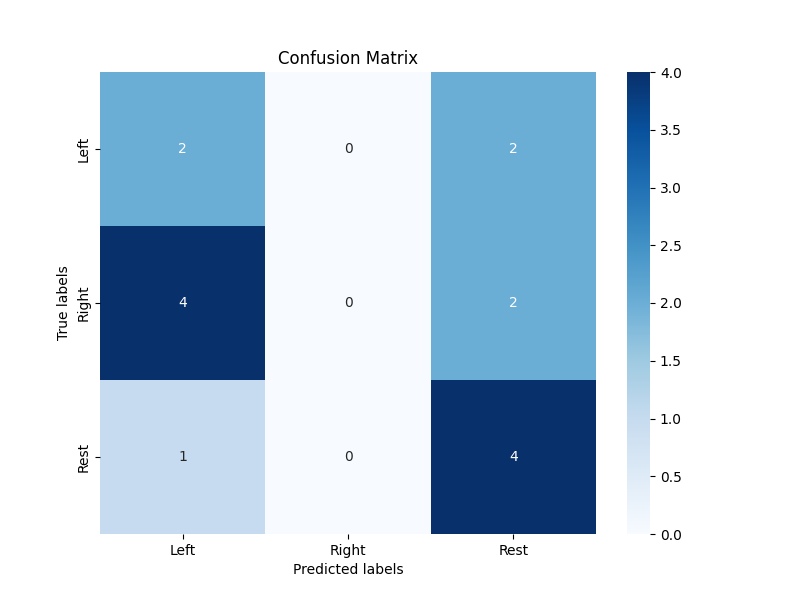 Confusion Matrix
Left
2
0
2
Right
4
0
2
Rest
1
0
4
Left
Right
Rest
Predicted labels
True labels
4.0
3.5
3.0
2.5
2.0
1.5
1.0
0.5
0.0